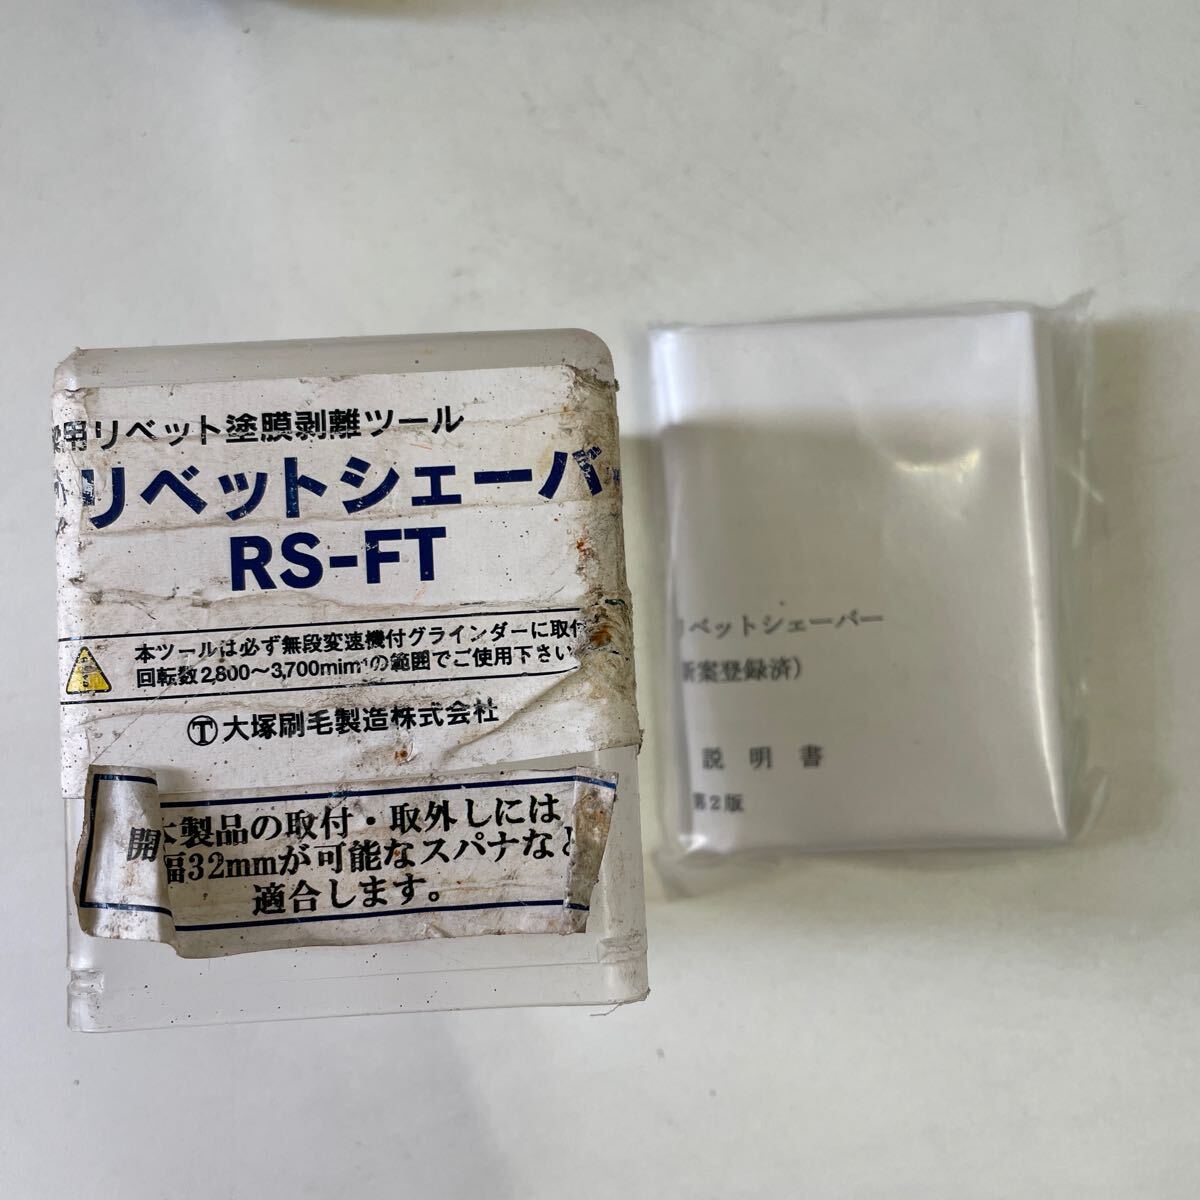 用リベット塗膜剥離ツール
リベットシェーバ
RS-FT
本ツールは必ず無段変速機付グラインダーに取付
回転数2,800〜3,700mim⁻¹の範囲でご使用下さい
大塚刷毛製造株式会社
本製品の取付・取外しには
開 幅32mmが可能なスパナなど
適合します。
リベットシェーバー
新案登録済）
説 明 書
第2版